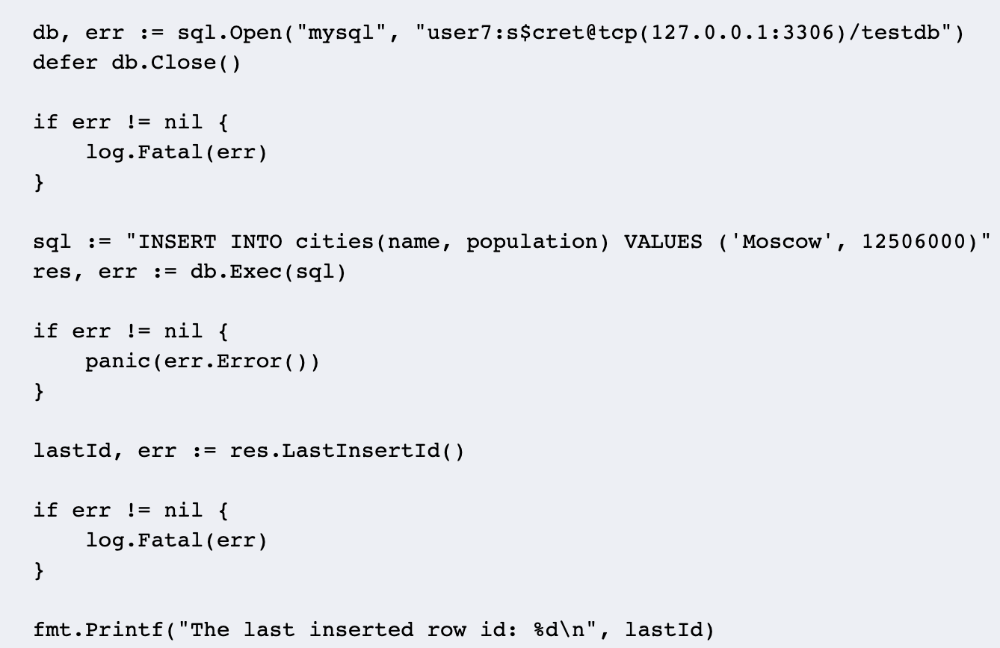 db, err := sql.Open("mysql", "user7:s$cret@tcp(127.0.0.1:3306)/testdb")
defer db.Close()

if err != nil {
    log.Fatal(err)
}

sql := "INSERT INTO cities(name, population) VALUES ('Moscow', 12506000)"
res, err := db.Exec(sql)

if err != nil {
    panic(err.Error())
}

lastId, err := res.LastInsertId()

if err != nil {
    log.Fatal(err)
}

fmt.Printf("The last inserted row id: %d\n", lastId)